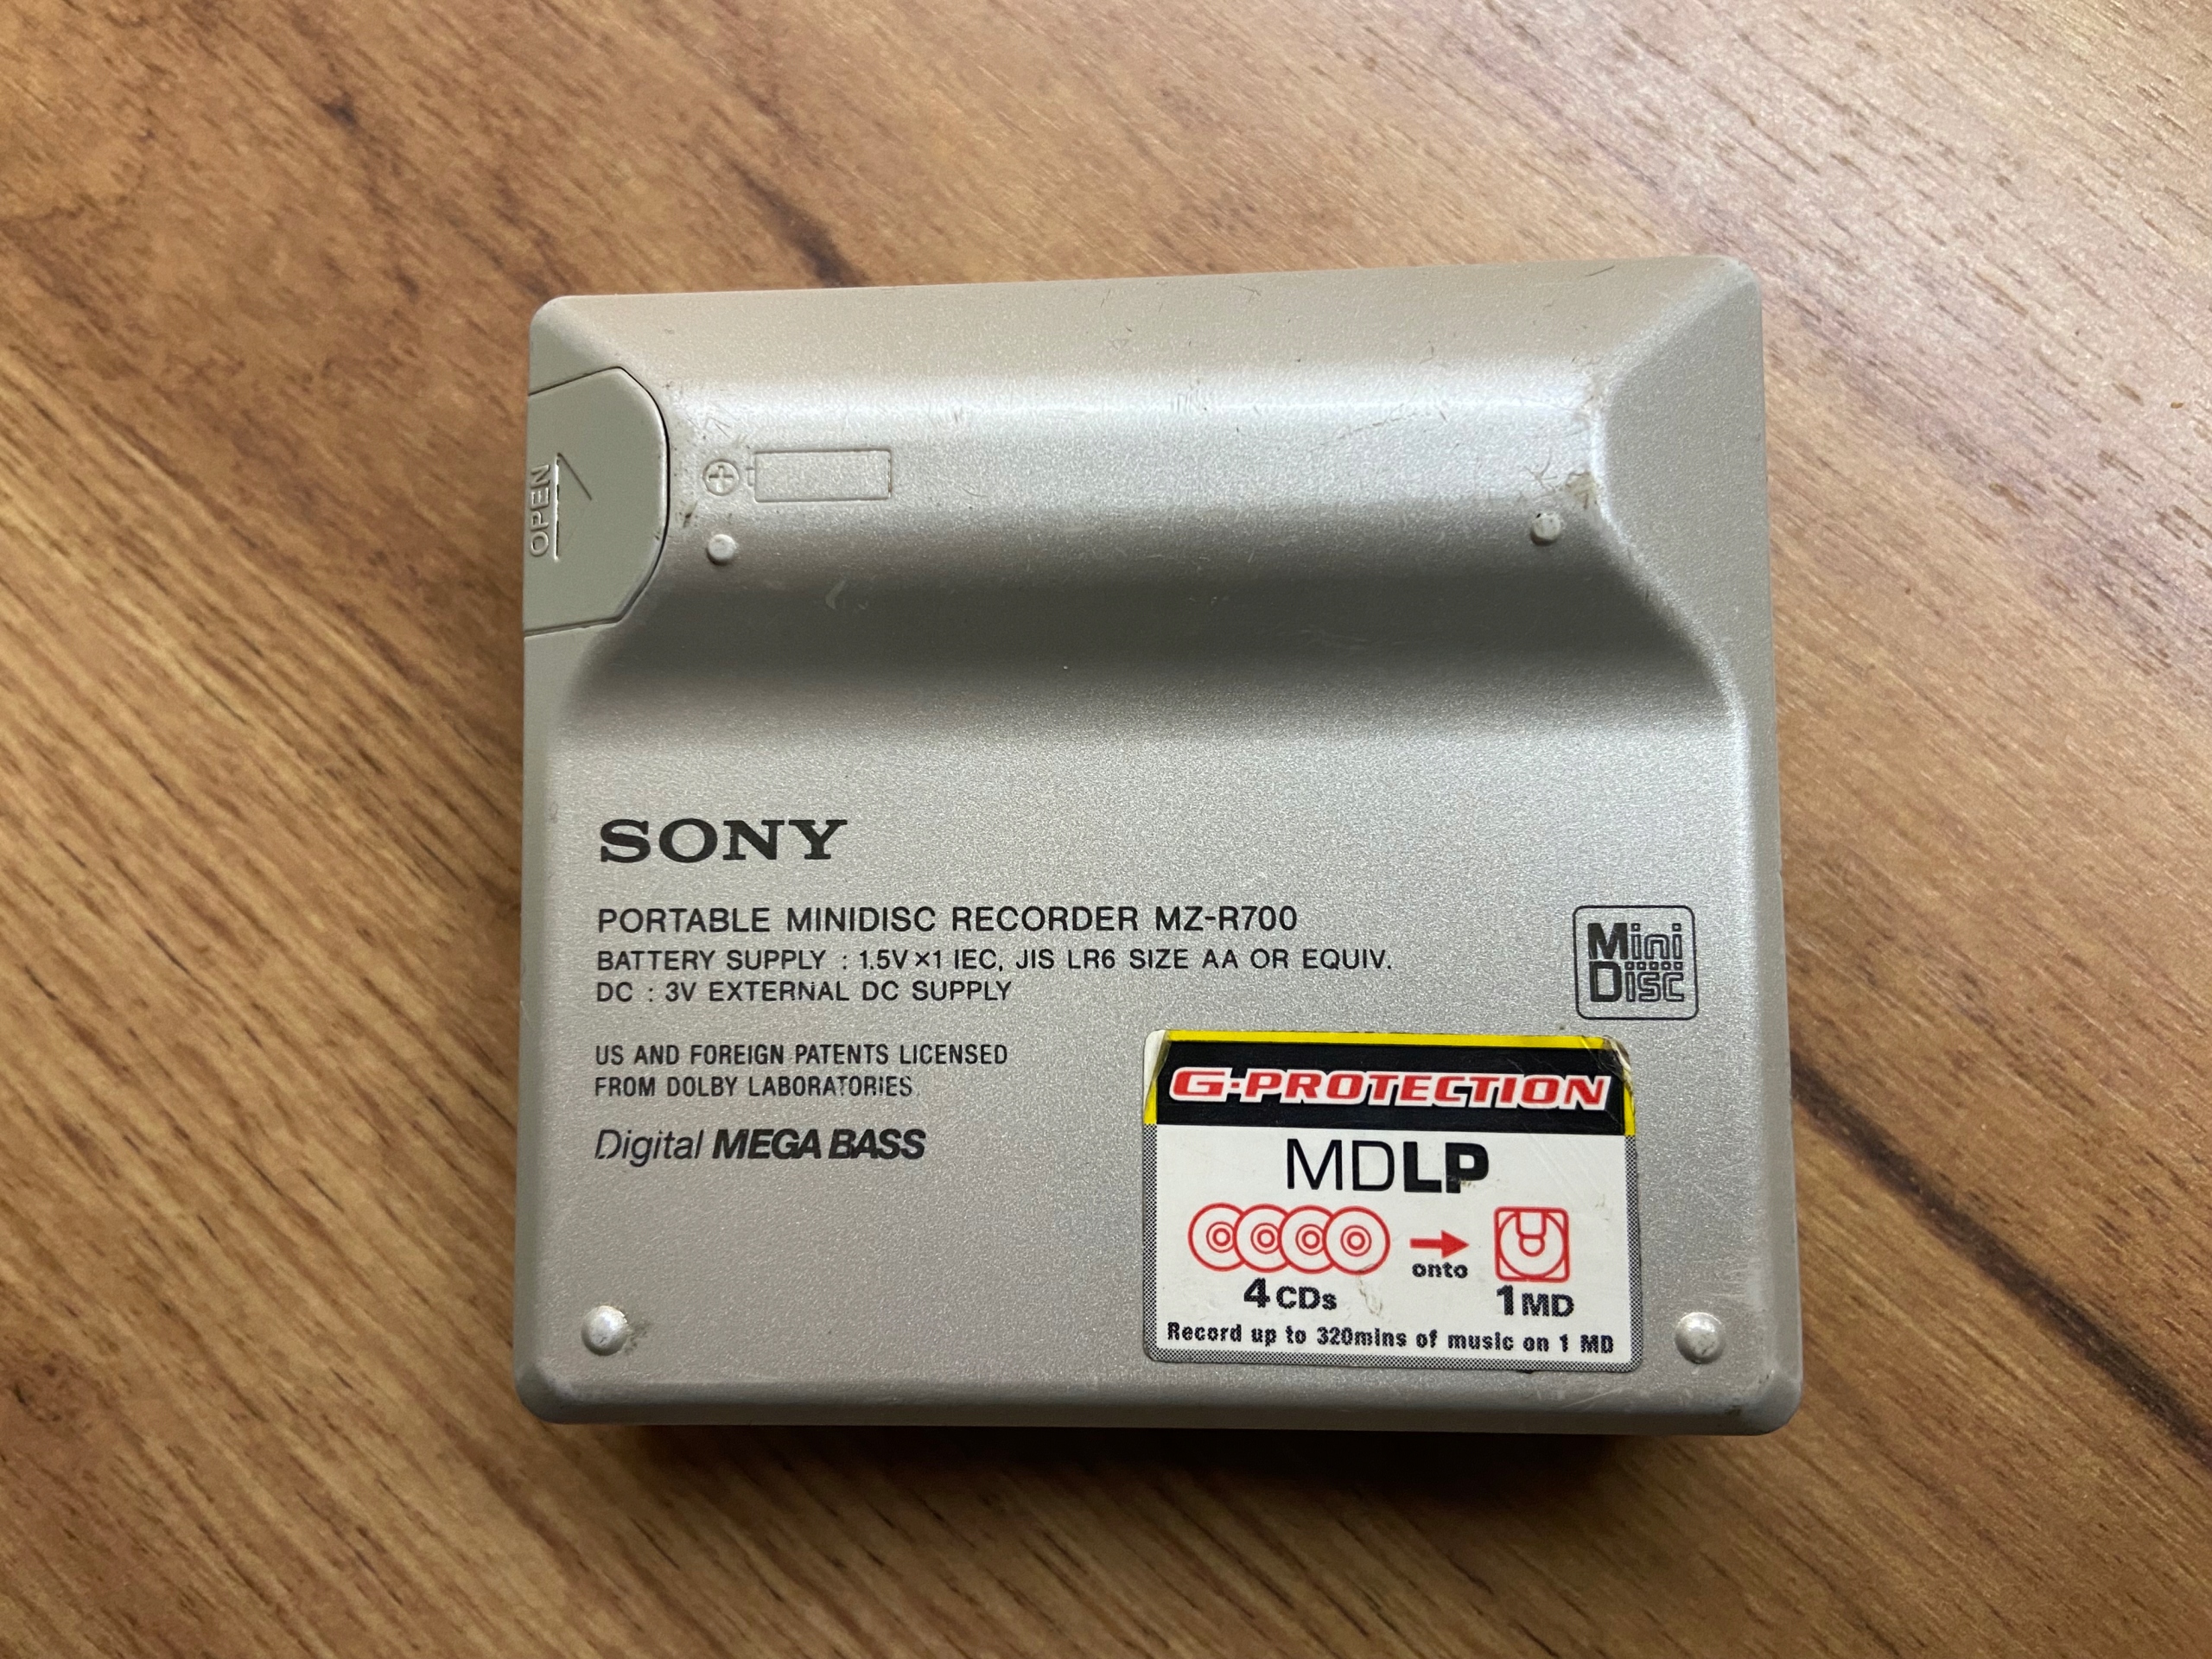 OPEN
SONY
PORTABLE MINIDISC RECORDER MZ-R700
BATTERY SUPPLY : 1.5V×1 IEC, JIS LR6 SIZE AA OR EQUIV.
DC : 3V EXTERNAL DC SUPPLY
Mini
Disc
US AND FOREIGN PATENTS LICENSED
FROM DOLBY LABORATORIES.
Digital MEGA BASS
G-PROTECTION
MDLP
onto
4 CDs
1 MD
Record up to 320mins of music on 1 MD